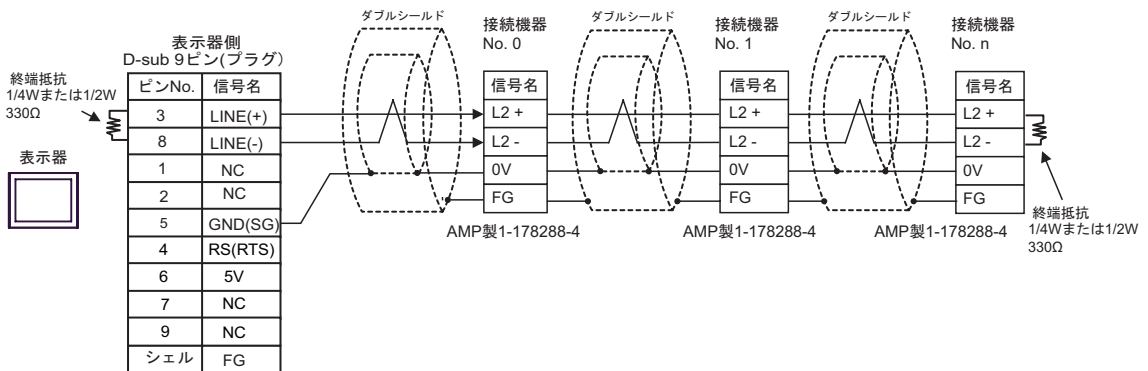 ダブルシールド
ダブルシールド
ダブルシールド
表示器側
D-sub 9ピン(プラグ)
接続機器
No. 0
接続機器
No. 1
接続機器
No. n
終端抵抗
1/4Wまたは1/2W
330Ω
表示器
ピンNo. 信号名
3 LINE(+)
8 LINE(-)
1 NC
2 NC
5 GND(SG)
4 RS(RTS)
6 5V
7 NC
9 NC
シェル FG
信号名
L2 +
L2 -
0V
FG
AMP製1-178288-4
信号名
L2 +
L2 -
0V
FG
AMP製1-178288-4
信号名
L2 +
L2 -
0V
FG
AMP製1-178288-4
終端抵抗
1/4Wまたは1/2W
330Ω